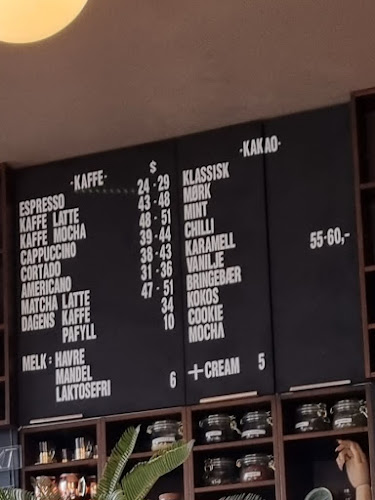 ·KAFFE· $
ESPRESSO 24 - 29
KAFFE LATTE 43 - 48
KAFFE MOCHA 48 - 51
CAPPUCCINO 39 - 44
CORTADO 38 - 43
AMERICANO 31 - 36
MATCHA LATTE 47 - 51
DAGENS KAFFE 34
PAFYLL 10
MELK: HAVRE
MANDEL
LAKTOSEFRI 6
·KAKAO·
KLASSISK
MØRK
MINT
CHILLI
KARAMELL
VANILJE
BRINGEBÆR
KOKOS
COOKIE
MOCHA
55-60,-
+CREAM 5